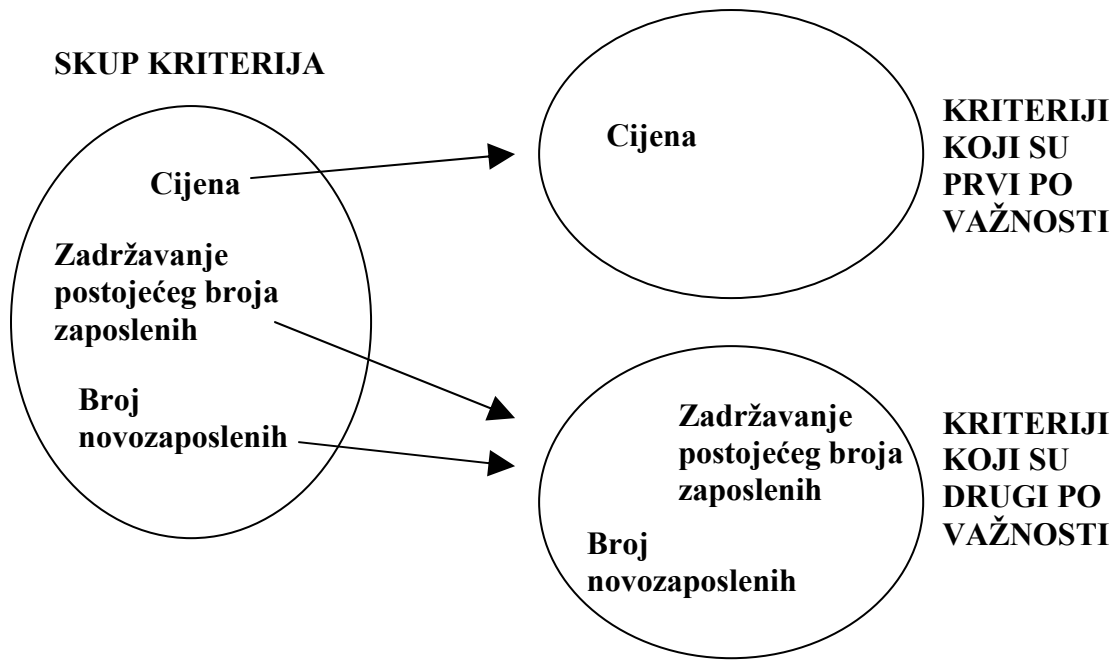 SKUP KRITERIJA
Cijena
Zadržavanje
postojećeg broja
zaposlenih
Broj
novozaposlenih
Cijena
KRITERIJI
KOJI SU
PRVI PO
VAŽNOSTI
Zadržavanje
postojećeg broja
zaposlenih
Broj
novozaposlenih
KRITERIJI
KOJI SU
DRUGI PO
VAŽNOSTI